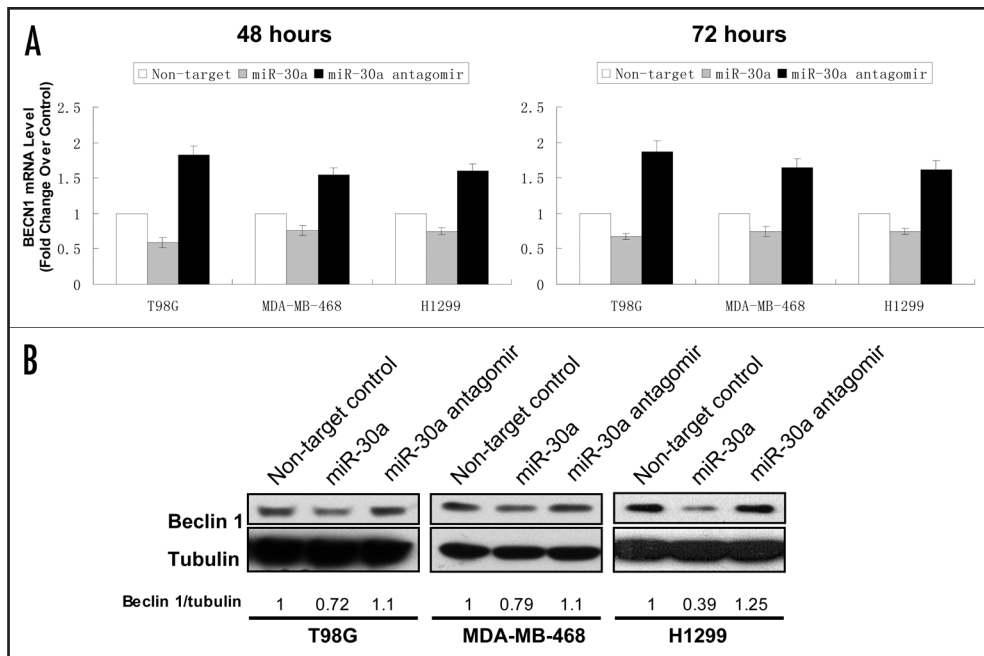 A
48 hours
72 hours
Non-target miR-30a miR-30a antagomir
Non-target miR-30a miR-30a antagomir
BECN1 mRNA Level
(Fold Change Over Control)
2.5
2
1.5
1
0.5
0
T98G MDA-MB-468 H1299
2.5
2
1.5
1
0.5
0
T98G MDA-MB-468 H1299
B
Non-target control
miR-30a
miR-30a antagomir
Non-target control
miR-30a
miR-30a antagomir
Non-target control
miR-30a
miR-30a antagomir
Beclin 1
Tubulin
Beclin 1/tubulin 1 0.72 1.1 1 0.79 1.1 1 0.39 1.25
T98G MDA-MB-468 H1299